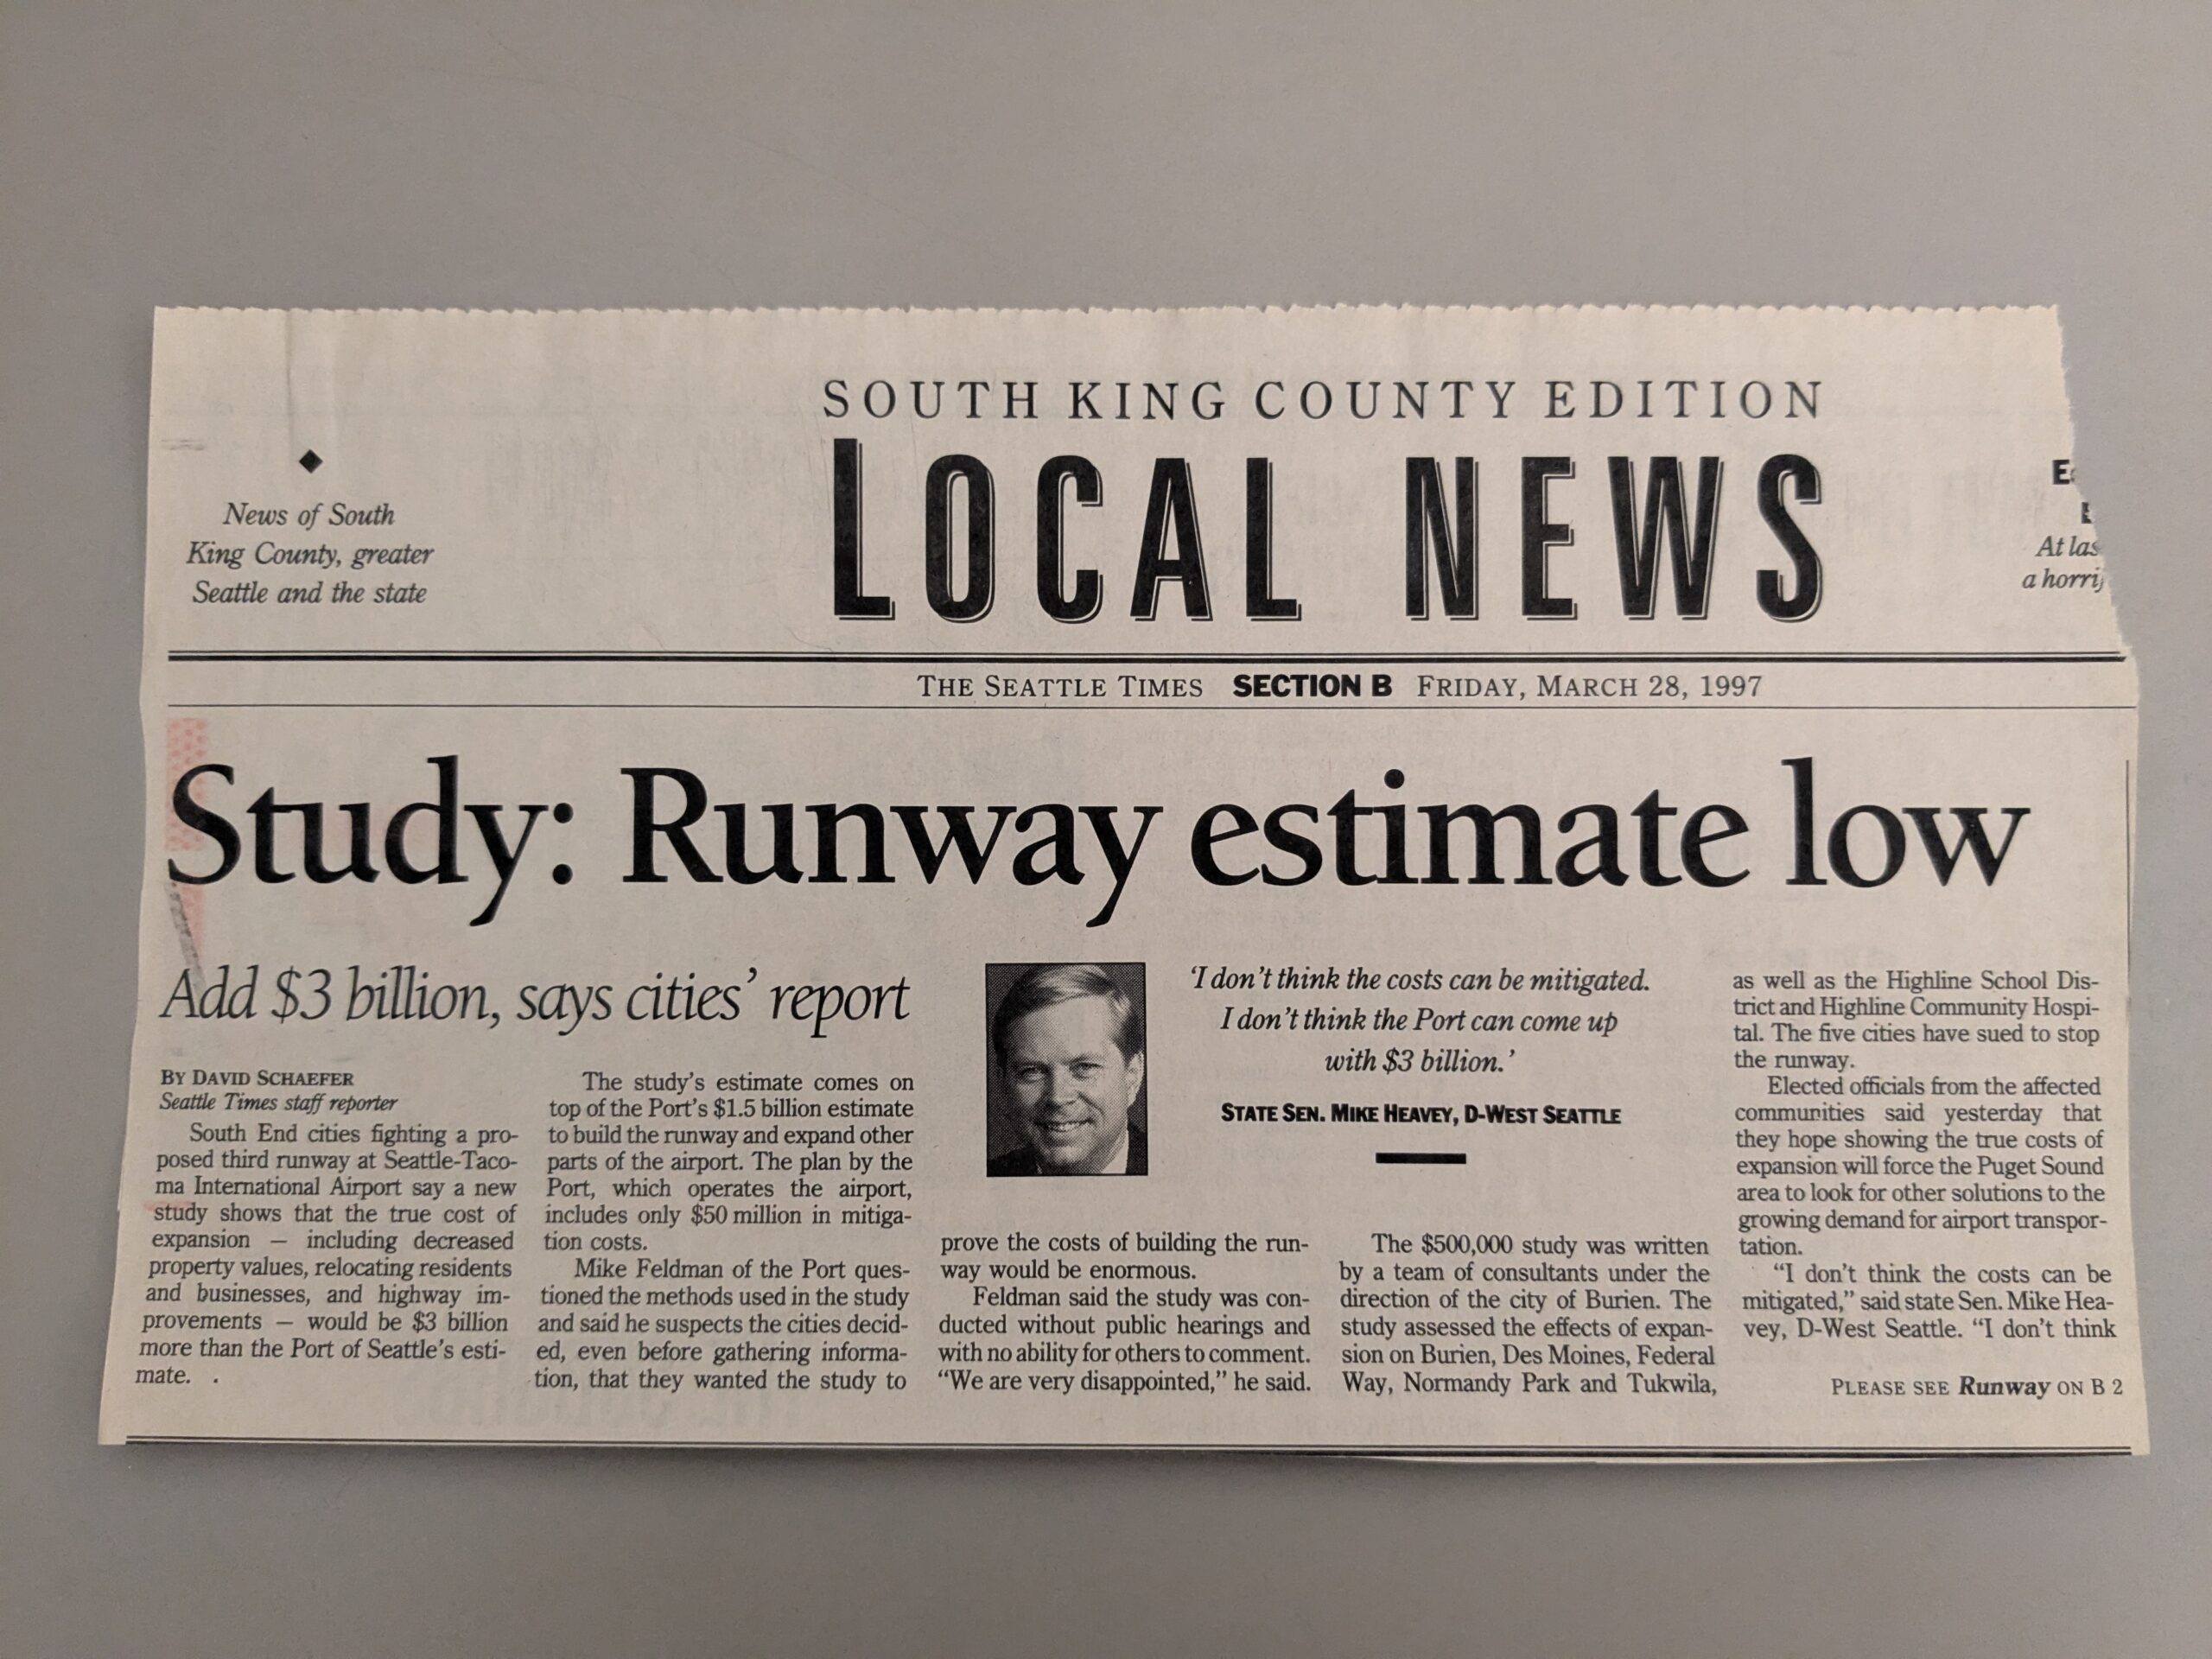 SOUTH KING COUNTY EDITION
LOCAL NEWS
◆
News of South
King County, greater
Seattle and the state
a
THE SEATTLE TIMES SECTION B FRIDAY, MARCH 28, 1997
Study: Runway estimate low
Add $3 billion, says cities' report
BY DAVID SCHAEFER
Seattle Times staff reporter
South End cities fighting a pro-
posed third runway at Seattle-Taco-
ma International Airport say a new
study shows that the true cost of
expansion — including decreased
property values, relocating residents
and businesses, and highway im-
provements — would be $3 billion
more than the Port of Seattle's esti-
mate. .
The study's estimate comes on
top of the Port's $1.5 billion estimate
to build the runway and expand other
parts of the airport. The plan by the
Port, which operates the airport,
includes only $50 million in mitiga-
tion costs.
Mike Feldman of the Port ques-
tioned the methods used in the study
and said he suspects the cities decid-
ed, even before gathering informa-
tion, that they wanted the study to
'I don't think the costs can be mitigated.
I don't think the Port can come up
with $3 billion.'
STATE SEN. MIKE HEAVEY, D-WEST SEATTLE
prove the costs of building the run-
way would be enormous.
Feldman said the study was con-
ducted without public hearings and
with no ability for others to comment.
"We are very disappointed," he said.
The $500,000 study was written
by a team of consultants under the
direction of the city of Burien. The
study assessed the effects of expan-
sion on Burien, Des Moines, Federal
Way, Normandy Park and Tukwila,
as well as the Highline School Dis-
trict and Highline Community Hospi-
tal. The five cities have sued to stop
the runway.
Elected officials from the affected
communities said yesterday that
they hope showing the true costs of
expansion will force the Puget Sound
area to look for other solutions to the
growing demand for airport transpor-
tation.
"I don't think the costs can be
mitigated," said state Sen. Mike Hea-
vey, D-West Seattle. "I don't think
PLEASE SEE Runway ON B 2